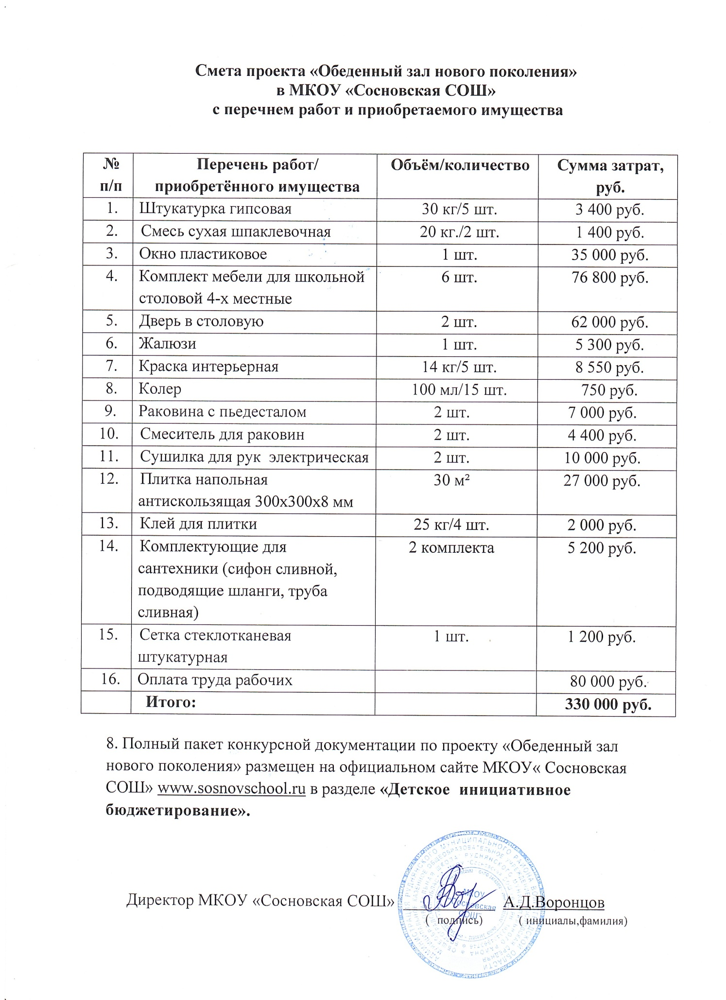 Смета проекта «Обеденный зал нового поколения»
в МКОУ «Сосновская СОШ»
с перечнем работ и приобретаемого имущества
№ п/п Перечень работ/ приобретённого имущества Объём/количество Сумма затрат, руб.
1. Штукатурка гипсовая 30 кг/5 шт. 3 400 руб.
2. Смесь сухая шпаклевочная 20 кг./2 шт. 1 400 руб.
3. Окно пластиковое 1 шт. 35 000 руб.
4. Комплект мебели для школьной 6 шт. 76 800 руб.
столовой 4-х местные
5. Дверь в столовую 2 шт. 62 000 руб.
6. Жалюзи 1 шт. 5 300 руб.
7. Краска интерьерная 14 кг/5 шт. 8 550 руб.
8. Колер 100 мл/15 шт. 750 руб.
9. Раковина с пьедесталом 2 шт. 7 000 руб.
10. Смеситель для раковин 2 шт. 4 400 руб.
11. Сушилка для рук электрическая 2 шт. 10 000 руб.
12. Плитка напольная 30 м² 27 000 руб.
антискользящая 300х300х8 мм
13. Клей для плитки 25 кг/4 шт. 2 000 руб.
14. Комплектующие для 2 комплекта 5 200 руб.
сантехники (сифон сливной,
подводящие шланги, труба
сливная)
15. Сетка стеклотканевая 1 шт. 1 200 руб.
штукатурная
16. Оплата труда рабочих 80 000 руб.
Итого: 330 000 руб.
8. Полный пакет конкурсной документации по проекту «Обеденный зал
нового поколения» размещен на официальном сайте МКОУ« Сосновская
СОШ» www.sosnovschool.ru в разделе «Детское инициативное
бюджетирование».
Директор МКОУ «Сосновская СОШ» А.Д.Воронцов
( подпись) ( инициалы,фамилия)
МКОУ
"Сосновская
СОШ"